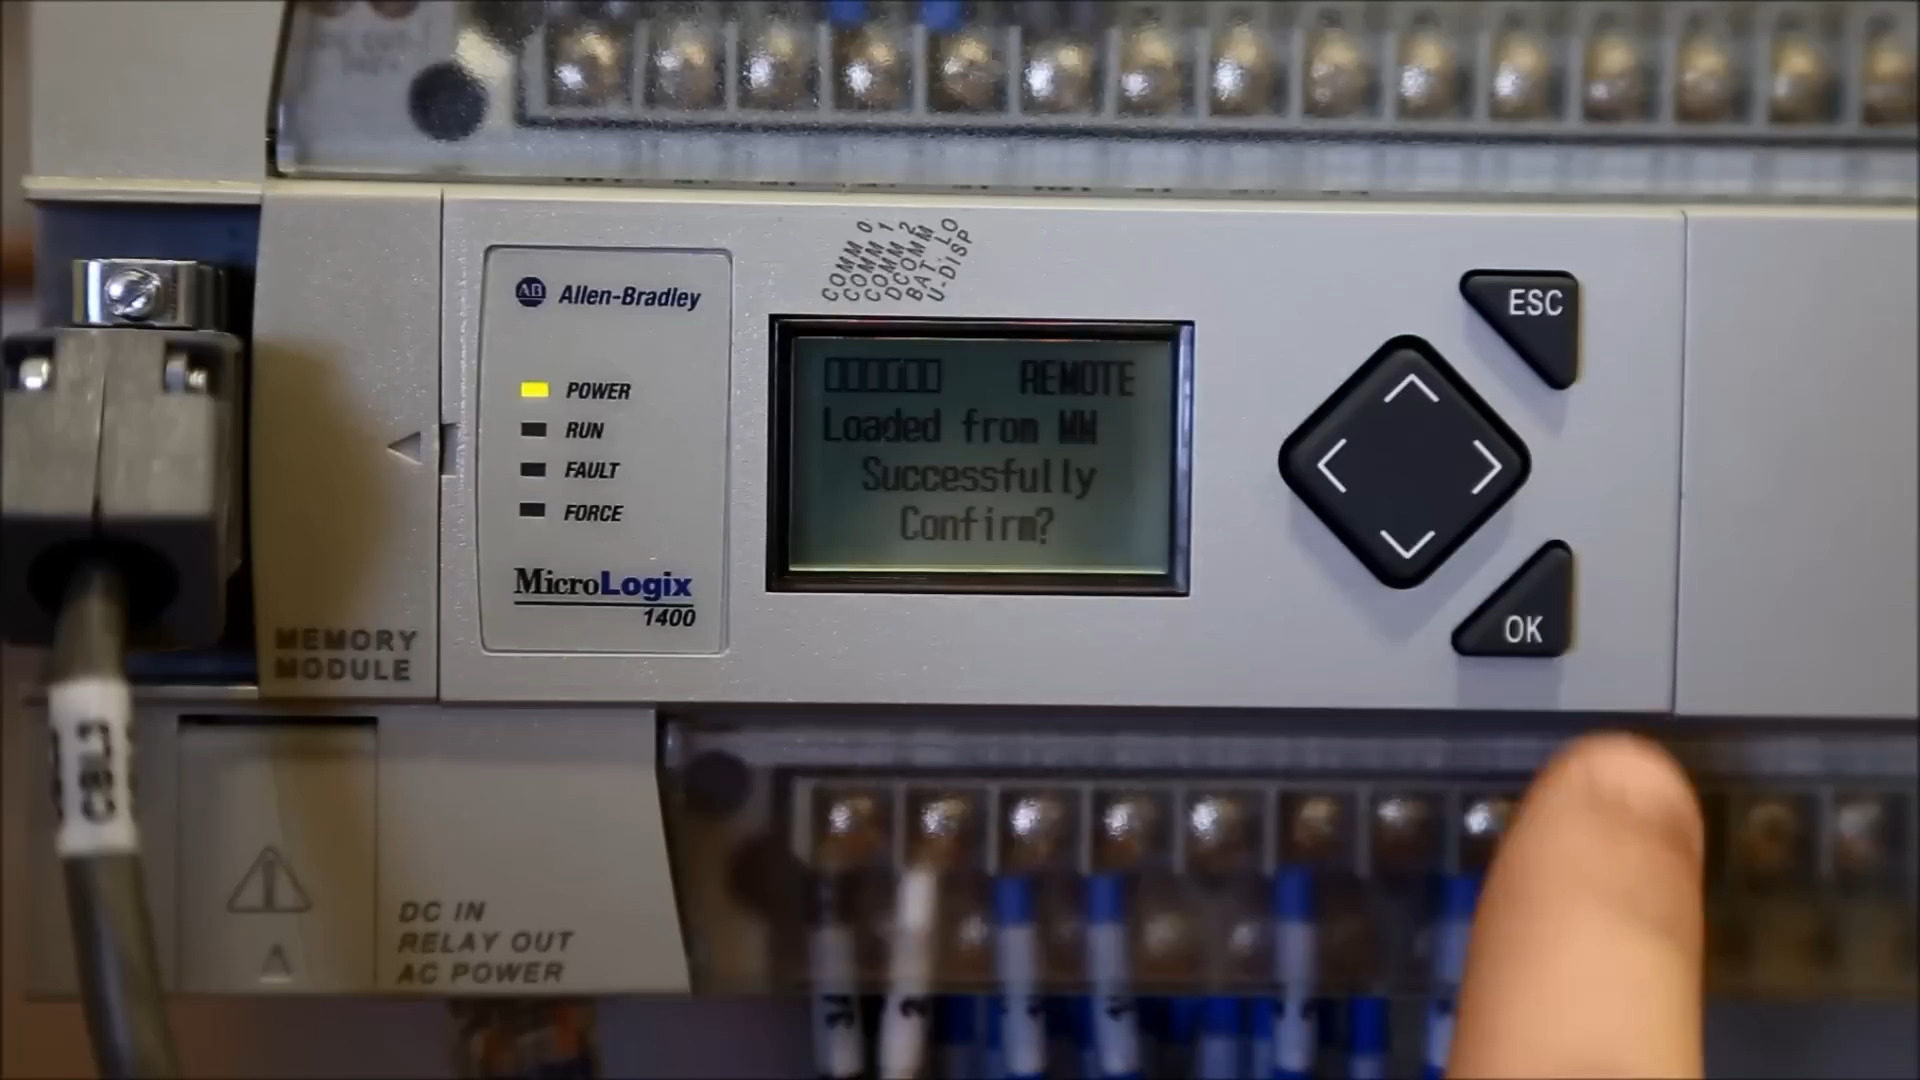 COMM 0
COMM 1
COMM 2
DCOMM
BAT. LO
U-DISP
AB Allen-Bradley
ESC
POWER
REMOTE
RUN
Loaded from MM
FAULT
Successfully
FORCE
Confirm?
MicroLogix
1400
OK
MEMORY
MODULE
DC IN
RELAY OUT
AC POWER